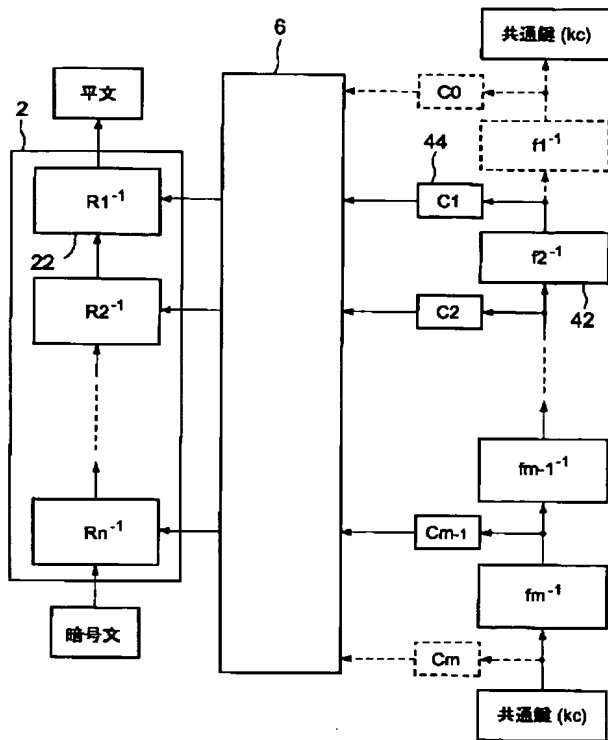 共通鍵 (kc)
6
平文
C0
2
f1⁻¹
44
R1⁻¹
C1
22
f2⁻¹
R2⁻¹
C2
42
fm-1⁻¹
Rn⁻¹
Cm-1
fm⁻¹
暗号文
Cm
共通鍵 (kc)